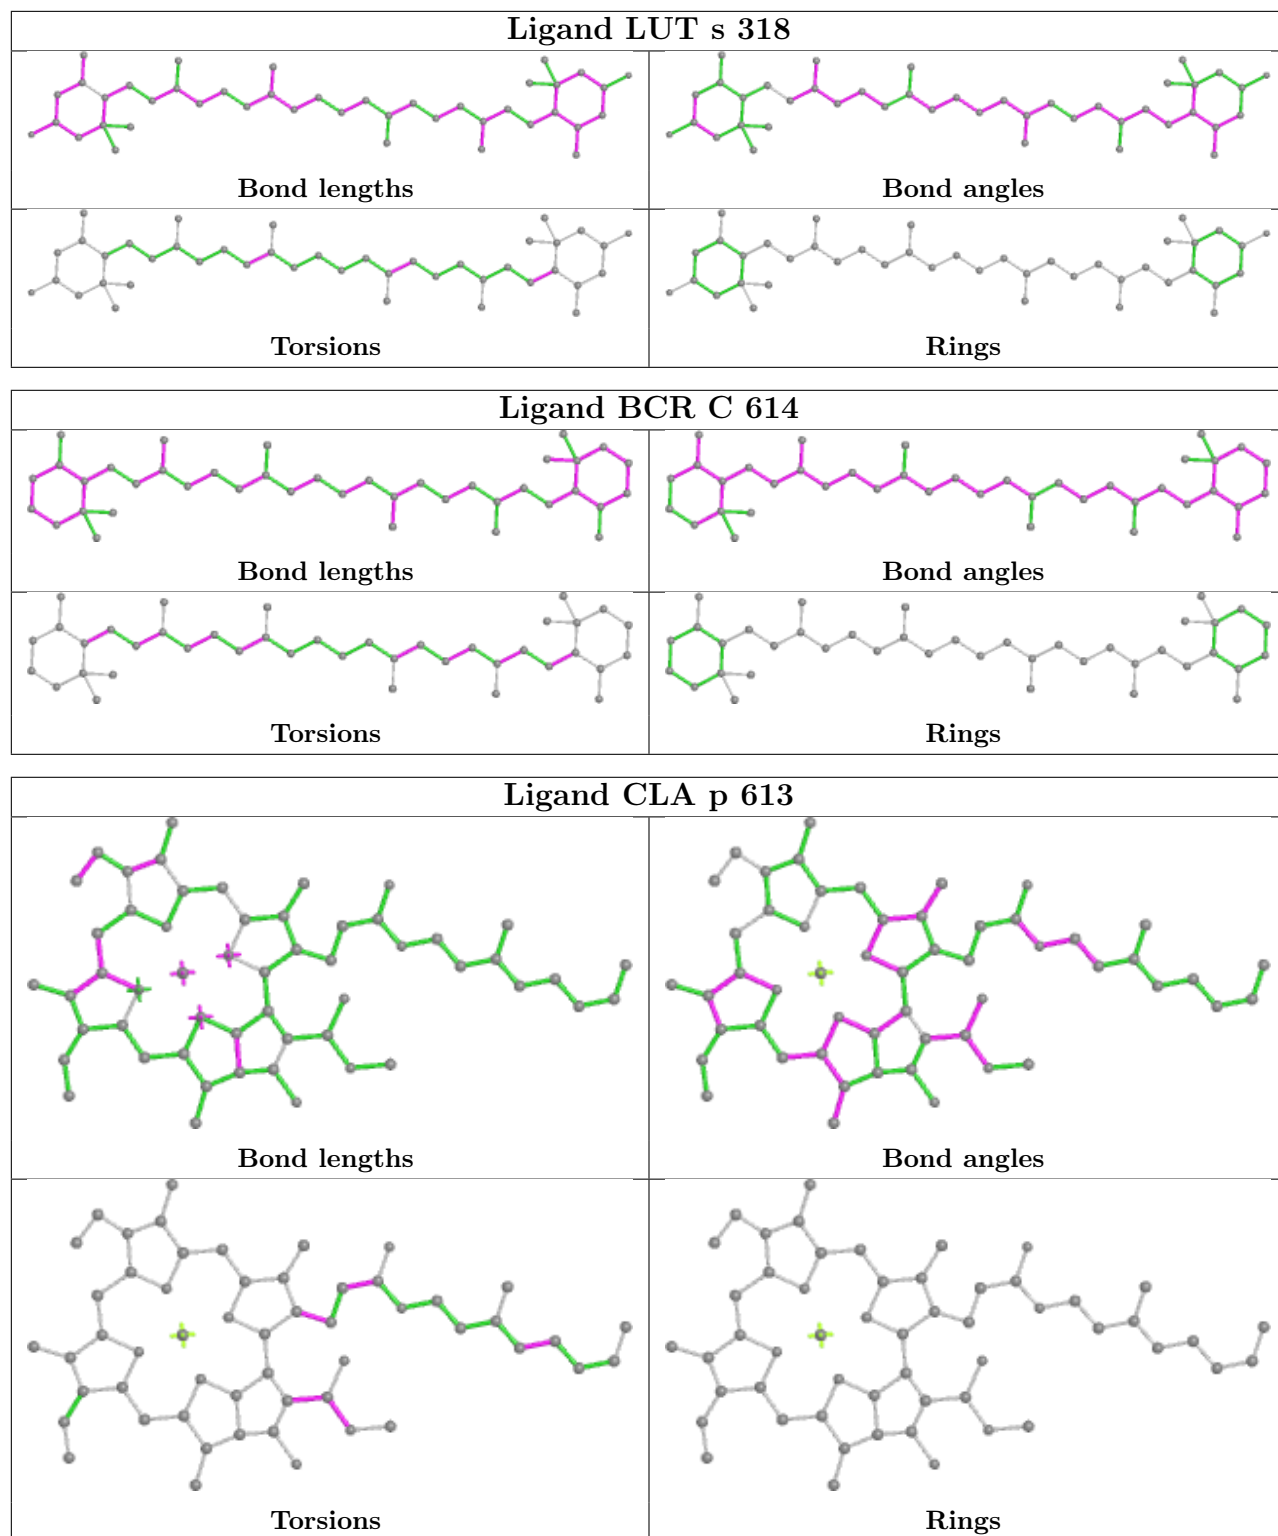 Ligand LUT s 318
Bond lengths
Bond angles
Torsions
Rings
Ligand BCR C 614
Bond lengths
Bond angles
Torsions
Rings
Ligand CLA p 613
Bond lengths
Bond angles
Torsions
Rings